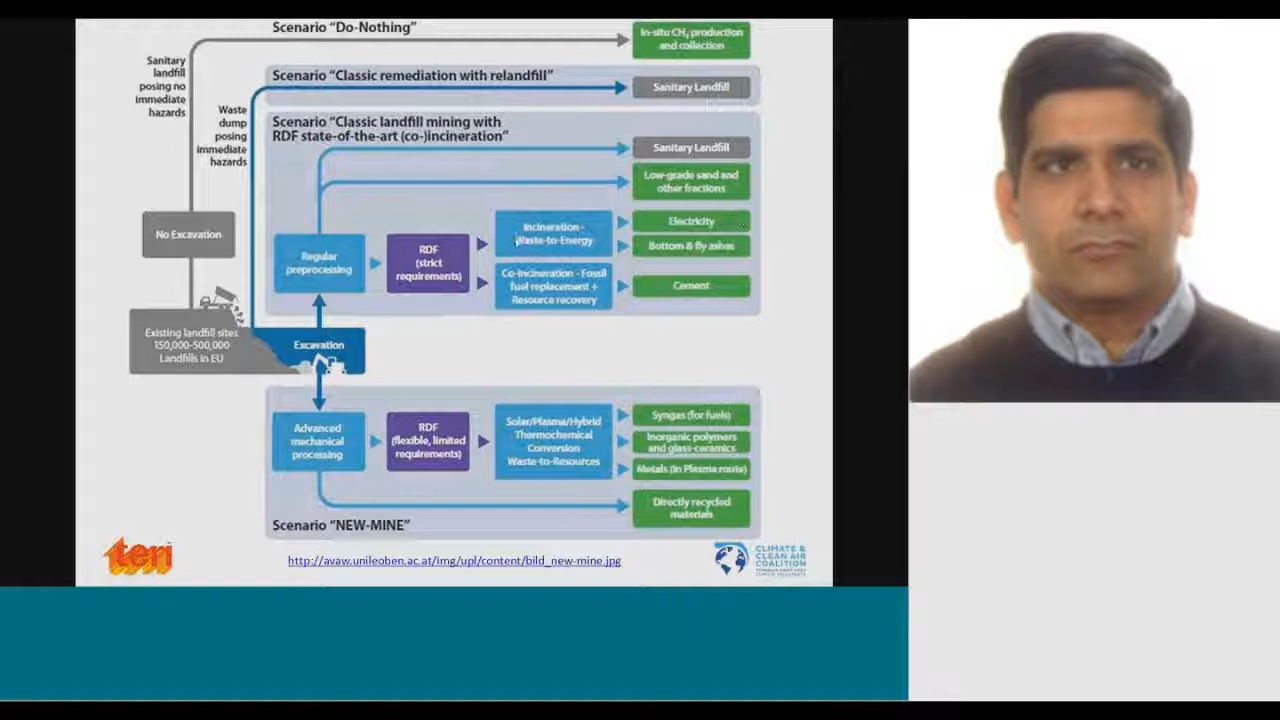 Scenario “Do-Nothing”
In-situ CH₄ production
and collection
Sanitary
landfill
posing no
immediate
hazards
Scenario “Classic remediation with relandfill”
Sanitary Landfill
Waste
dump
posing
immediate
hazards
Scenario “Classic landfill mining with
RDF state-of-the-art (co-)incineration”
Sanitary Landfill
Low-grade sand and
other fractions
No Excavation
Regular
preprocessing
RDF
(strict
requirements)
Incineration -
Waste-to-Energy
Electricity
Bottom & fly ashes
Co-Incineration - Fossil
fuel replacement +
Resource recovery
Cement
Existing landfill sites
150,000-500,000
Landfills in EU
Excavation
Advanced
mechanical
processing
RDF
(flexible, limited
requirements)
Solar/Plasma/Hybrid
Thermochemical
Conversion
Waste-to-Resources
Syngas (for fuels)
Inorganic polymers
and glass-ceramics
Metals (in Plasma route)
Directly recycled
materials
Scenario “NEW-MINE”
teri
http://avaw.unileoben.ac.at/img/upl/content/bild_new-mine.jpg
CLIMATE &
CLEAN AIR
COALITION